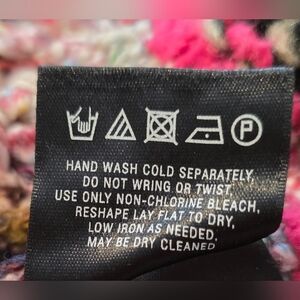 P
HAND WASH COLD SEPARATELY.
DO NOT WRING OR TWIST.
USE ONLY NON-CHLORINE BLEACH.
RESHAPE LAY FLAT TO DRY,
LOW IRON AS NEEDED.
MAY BE DRY CLEANED